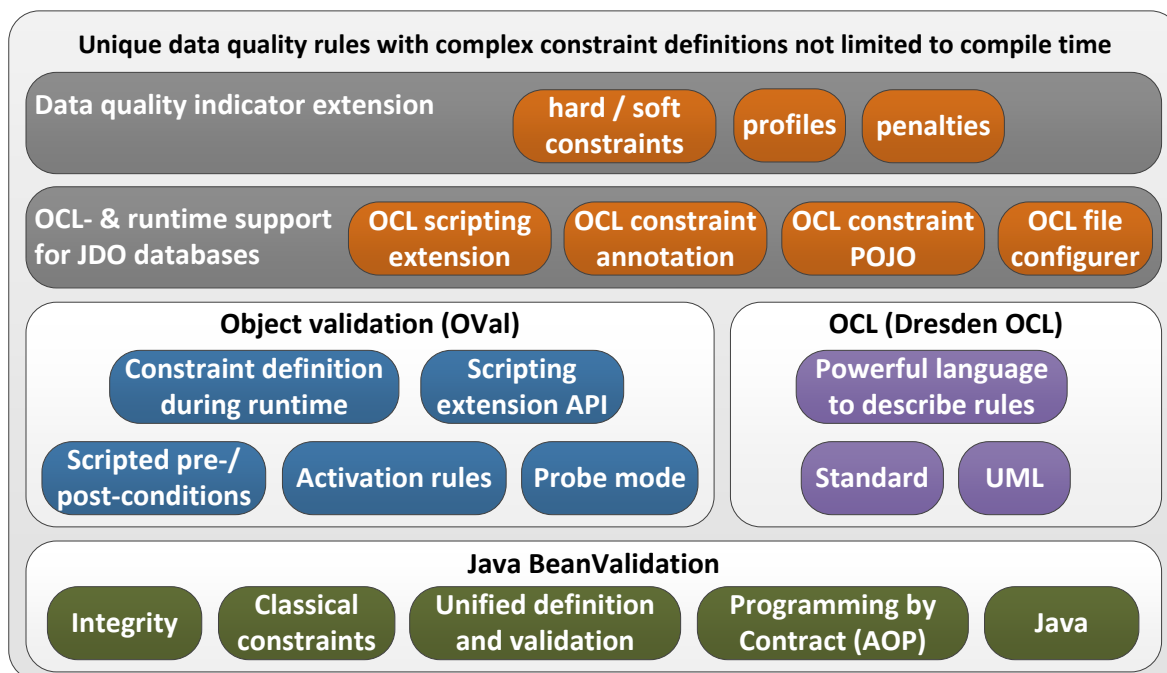 Unique data quality rules with complex constraint definitions not limited to compile time
Data quality indicator extension
hard / soft
constraints
profiles
penalties
OCL- & runtime support
for JDO databases
OCL scripting
extension
OCL constraint
annotation
OCL constraint
POJO
OCL file
configurer
Object validation (OVal)
Constraint definition
during runtime
Scripting
extension API
Scripted pre-/
post-conditions
Activation rules
Probe mode
OCL (Dresden OCL)
Powerful language
to describe rules
Standard
UML
Java BeanValidation
Integrity
Classical
constraints
Unified definition
and validation
Programming by
Contract (AOP)
Java